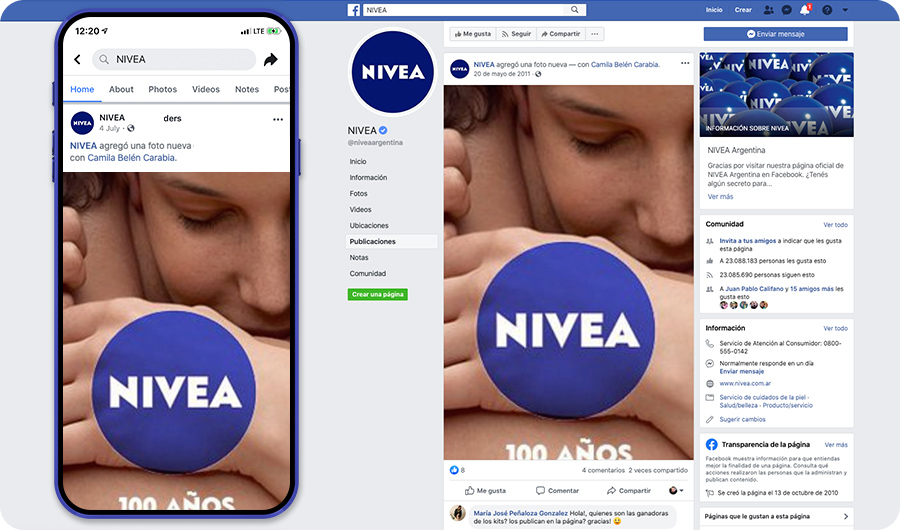 12:20
LTE
NIVEA
Home About Photos Videos Notes Post
NIVEA ders
4 July ·
NIVEA agregó una foto nueva
con Camila Belén Carabia.
NIVEA
NIVEA
100 AÑOS
NIVEA
Inicio Crear 1
NIVEA
NIVEA
@niveaargentina
Inicio
Información
Fotos
Videos
Ubicaciones
Publicaciones
Notas
Comunidad
Crear una página
Me gusta Seguir Compartir ...
NIVEA
NIVEA agregó una foto nueva — con Camila Belén Carabia.
20 de mayo de 2011 ·
NIVEA
100 AÑOS
8 4 comentarios 2 veces compartido
Me gusta Comentar Compartir
María José Peñaloza Gonzalez Hola!, quienes son las ganadoras
de los kits? los publican en la página? gracias!
Enviar mensaje
NIVEA
INFORMACIÓN SOBRE NIVEA
NIVEA Argentina
Gracias por visitar nuestra página oficial de
NIVEA Argentina en Facebook. ¿Tenés
algún secreto para...
Ver más
Comunidad Ver todo
Invita a tus amigos a indicar que les gusta
esta página
A 23.088.183 personas les gusta esto
23.085.690 personas siguen esto
A Juan Pablo Califano y 15 amigos más les
gusta esto
Información Ver todo
Servicio de Atención al Consumidor: 0800-
555-0142
Normalmente responde en un día
Enviar mensaje
www.nivea.com.ar
Servicio de cuidados de la piel ·
Salud/belleza · Producto/servicio
Sugerir cambios
Transparencia de la página Ver más
Facebook muestra información para que entiendas
mejor la finalidad de una página. Consulta qué
acciones realizaron las personas que la administran y
publican contenido.
Se creó la página el 13 de octubre de 2010
Páginas que le gustan a esta página